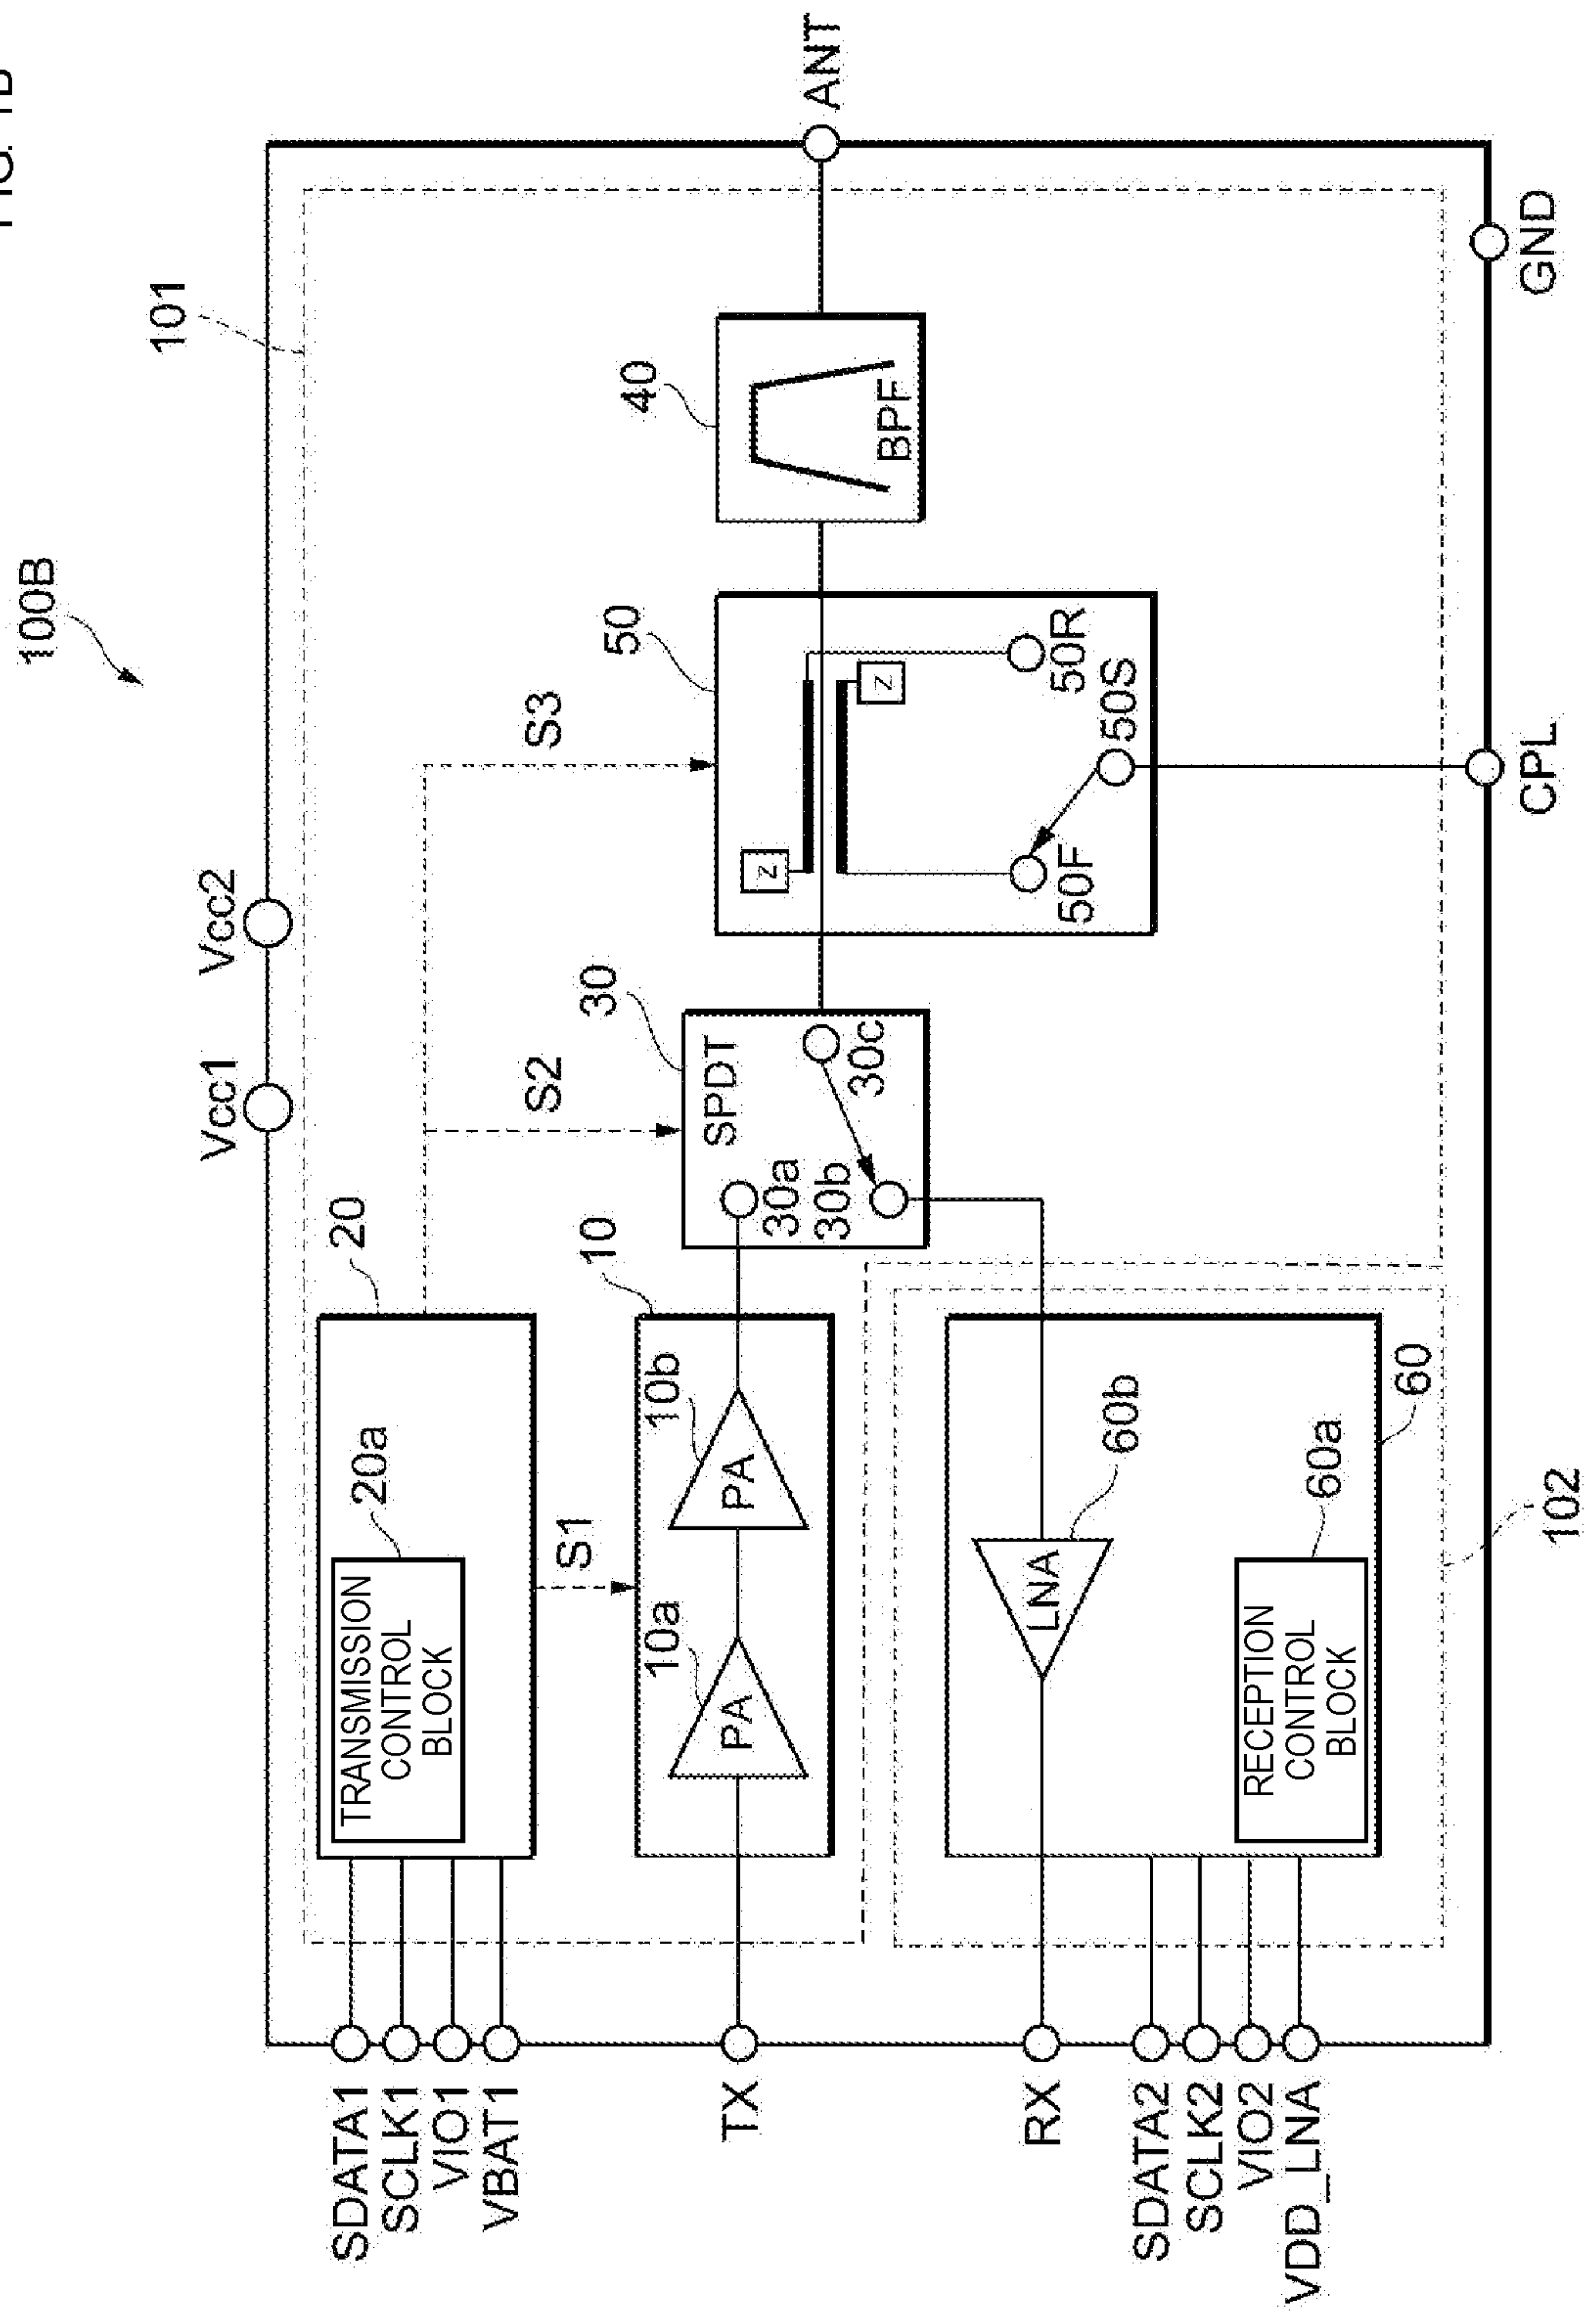 FIG. 1B
100B
Vcc1
Vcc2
101
SDATA1
SCLK1
VIO1
VBAT1
20
20a
TRANSMISSION
CONTROL
BLOCK
S1
S2
S3
TX
10
10a
PA
10b
PA
30
SPDT
30a
30b
30c
50
Z
Z
50F
50R
50S
40
BPF
ANT
RX
SDATA2
SCLK2
VIO2
VDD_LNA
LNA
60b
60a
RECEPTION
CONTROL
BLOCK
60
102
CPL
GND